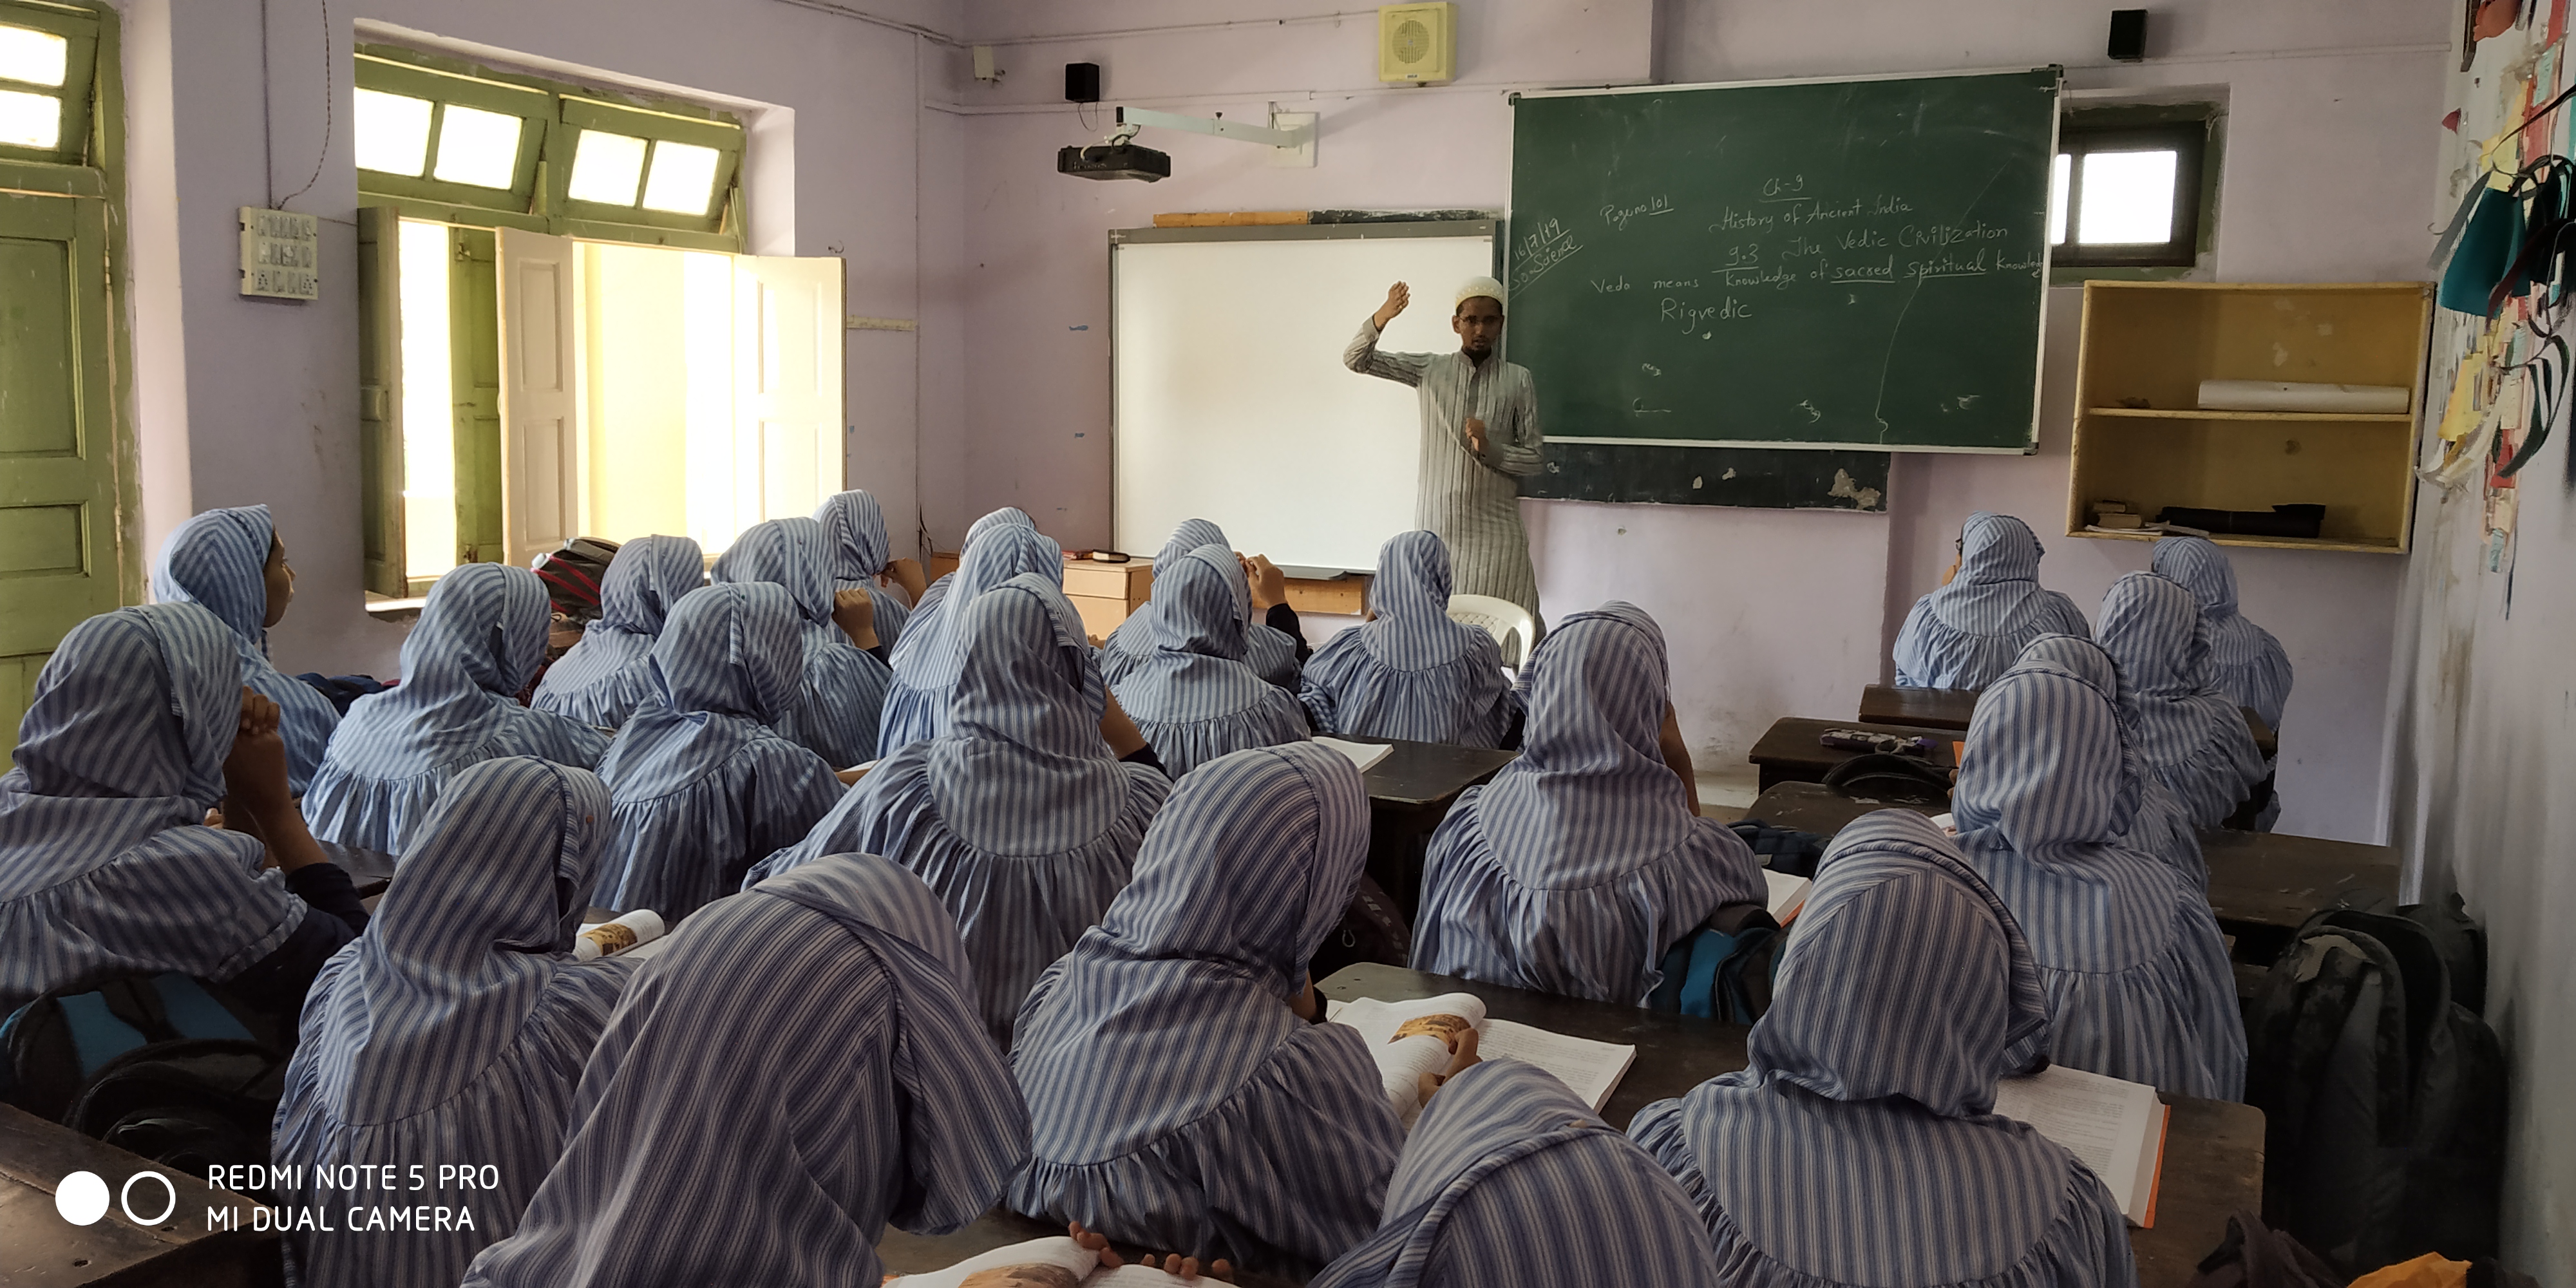 Ch-9
Page no 101
History of Ancient India
16/7/19
So. Science
9.3 The Vedic Civilization
Veda means knowledge of sacred spiritual knowledge
Rigvedic
REDMI NOTE 5 PRO
MI DUAL CAMERA